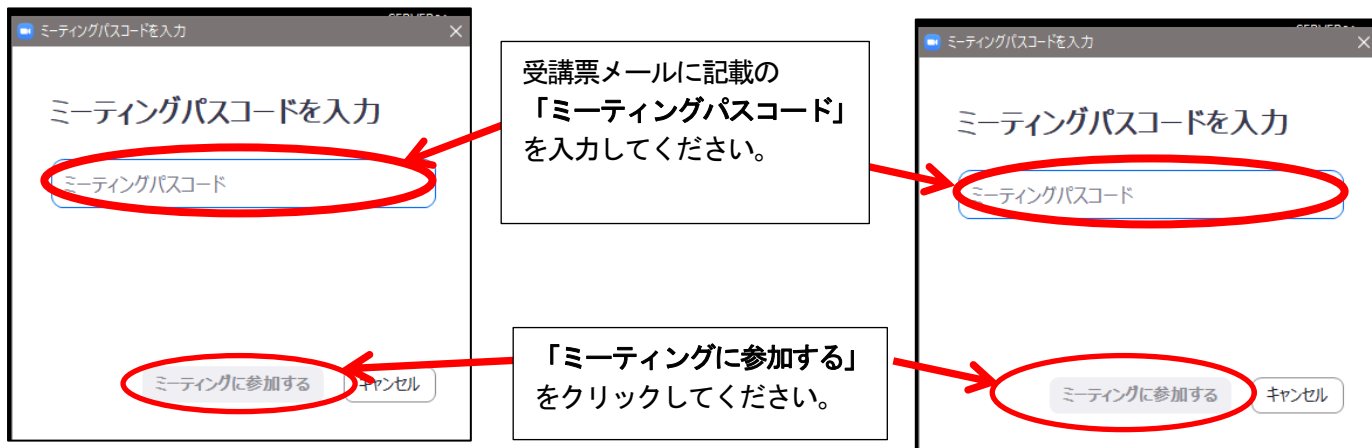 ミーティングパスコードを入力
ミーティングパスコードを入力
ミーティングパスコード
ミーティングに参加する
キャンセル
受講票メールに記載の
「ミーティングパスコード」
を入力してください。
「ミーティングに参加する」
をクリックしてください。
ミーティングパスコードを入力
ミーティングパスコードを入力
ミーティングパスコード
ミーティングに参加する
キャンセル